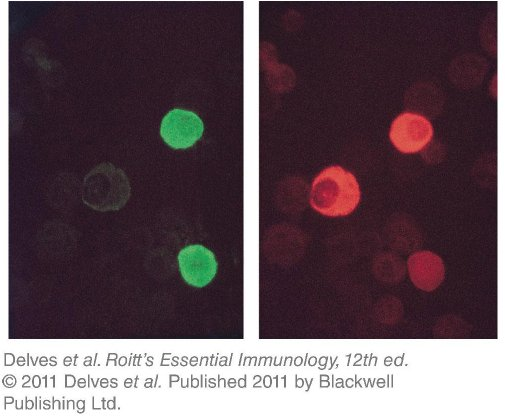 Delves et al. Roitt's Essential Immunology, 12th ed.
© 2011 Delves et al. Published 2011 by Blackwell
Publishing Ltd.